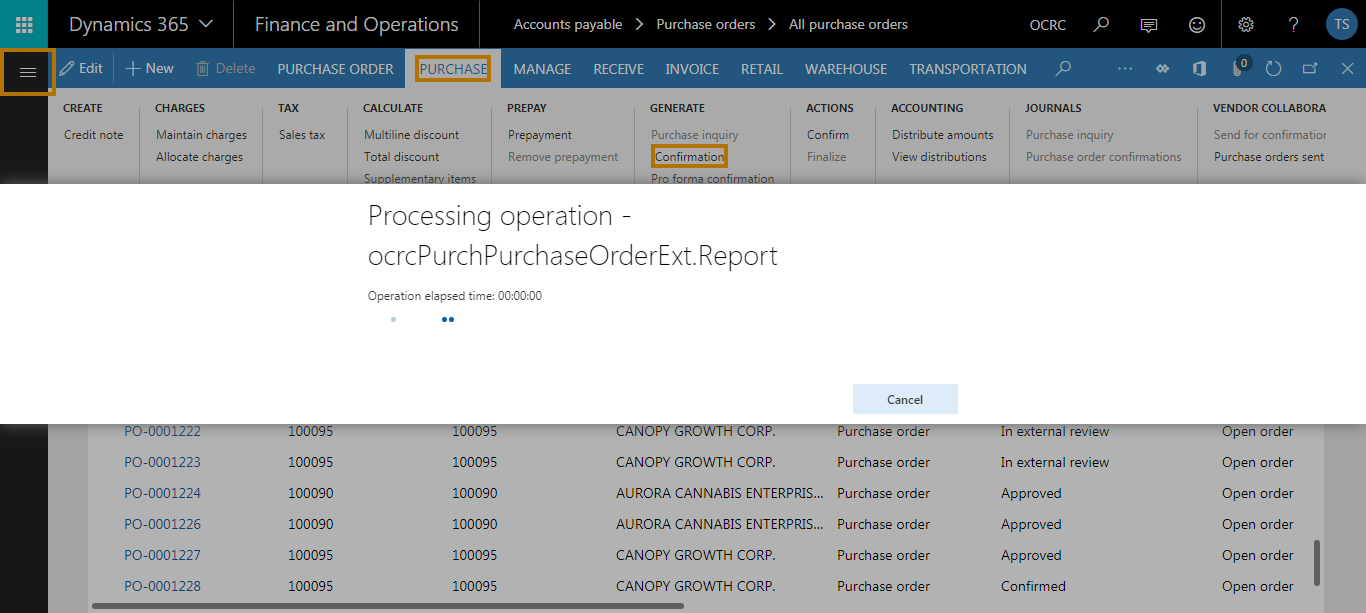 Dynamics 365 Finance and Operations Accounts payable Purchase orders All purchase orders OCRC ? TS
Edit New Delete PURCHASE ORDER PURCHASE MANAGE RECEIVE INVOICE RETAIL WAREHOUSE TRANSPORTATION ... 0
CREATE CHARGES TAX CALCULATE PREPAY GENERATE ACTIONS ACCOUNTING JOURNALS VENDOR COLLABORA
Credit note Maintain charges Sales tax Multiline discount Prepayment Purchase inquiry Confirm Distribute amounts Purchase inquiry Send for confirmation
Allocate charges Total discount Remove prepayment Confirmation Finalize View distributions Purchase order confirmations Purchase orders sent
Supplementary items Pro forma confirmation
Processing operation -
ocrcPurchPurchaseOrderExt.Report
Operation elapsed time: 00:00:00
Cancel
PO-0001222 100095 100095 CANOPY GROWTH CORP. Purchase order In external review Open order
PO-0001223 100095 100095 CANOPY GROWTH CORP. Purchase order In external review Open order
PO-0001224 100090 100090 AURORA CANNABIS ENTERPRIS... Purchase order Approved Open order
PO-0001226 100090 100090 AURORA CANNABIS ENTERPRIS... Purchase order Approved Open order
PO-0001227 100095 100095 CANOPY GROWTH CORP. Purchase order Approved Open order
PO-0001228 100095 100095 CANOPY GROWTH CORP. Purchase order Confirmed Open order